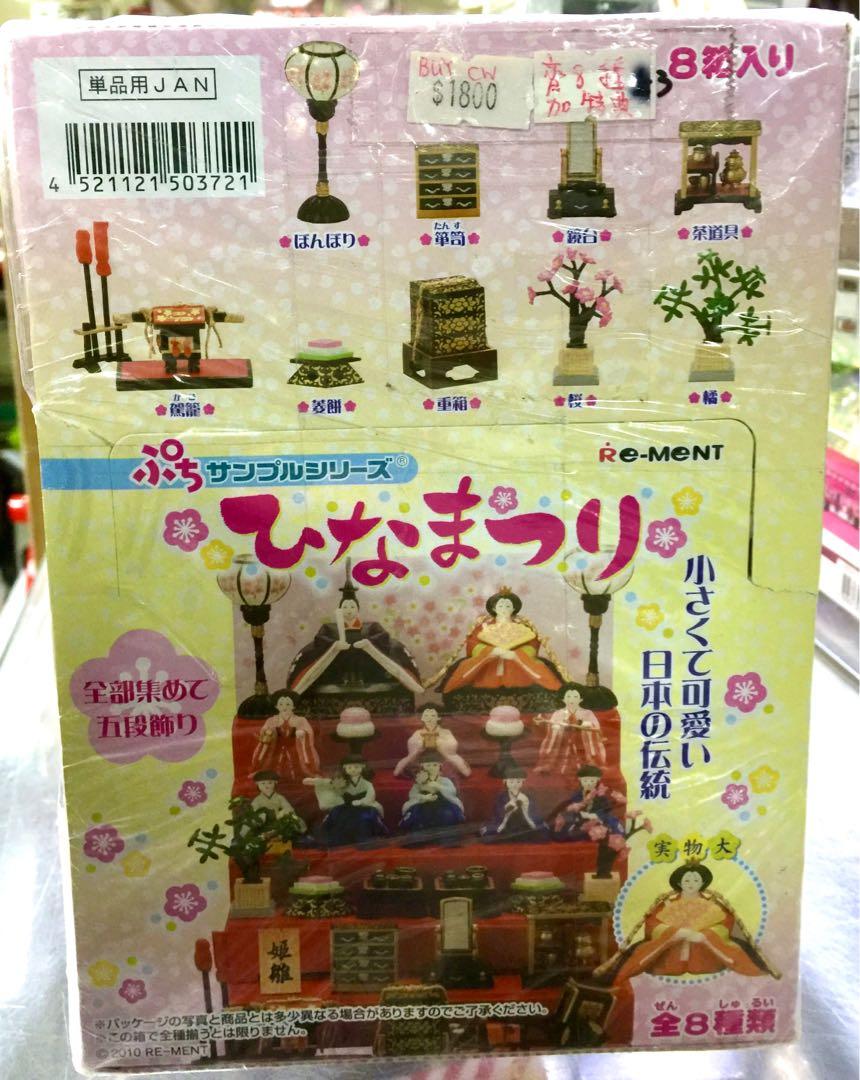 単品用JAN
4 521121 503721
BUY CW
$1800
齊8種
加特典
8箱入り
ぼんぼり
たんす
箪笥
鏡台
茶道具
かご
駕籠
菱餅
重箱
桜
橘
ぷちサンプルシリーズ®
Re-MeNT
ひなまつり
小さくて可愛い
日本の伝統
全部集めて
五段飾り
実物大
姫雛
※パッケージの写真と商品とは多少異なる場合がありますのでご了承ください。
※この箱で全種揃うとは限りません。
©2010 RE-MENT
ぜん しゅ るい
全8種類